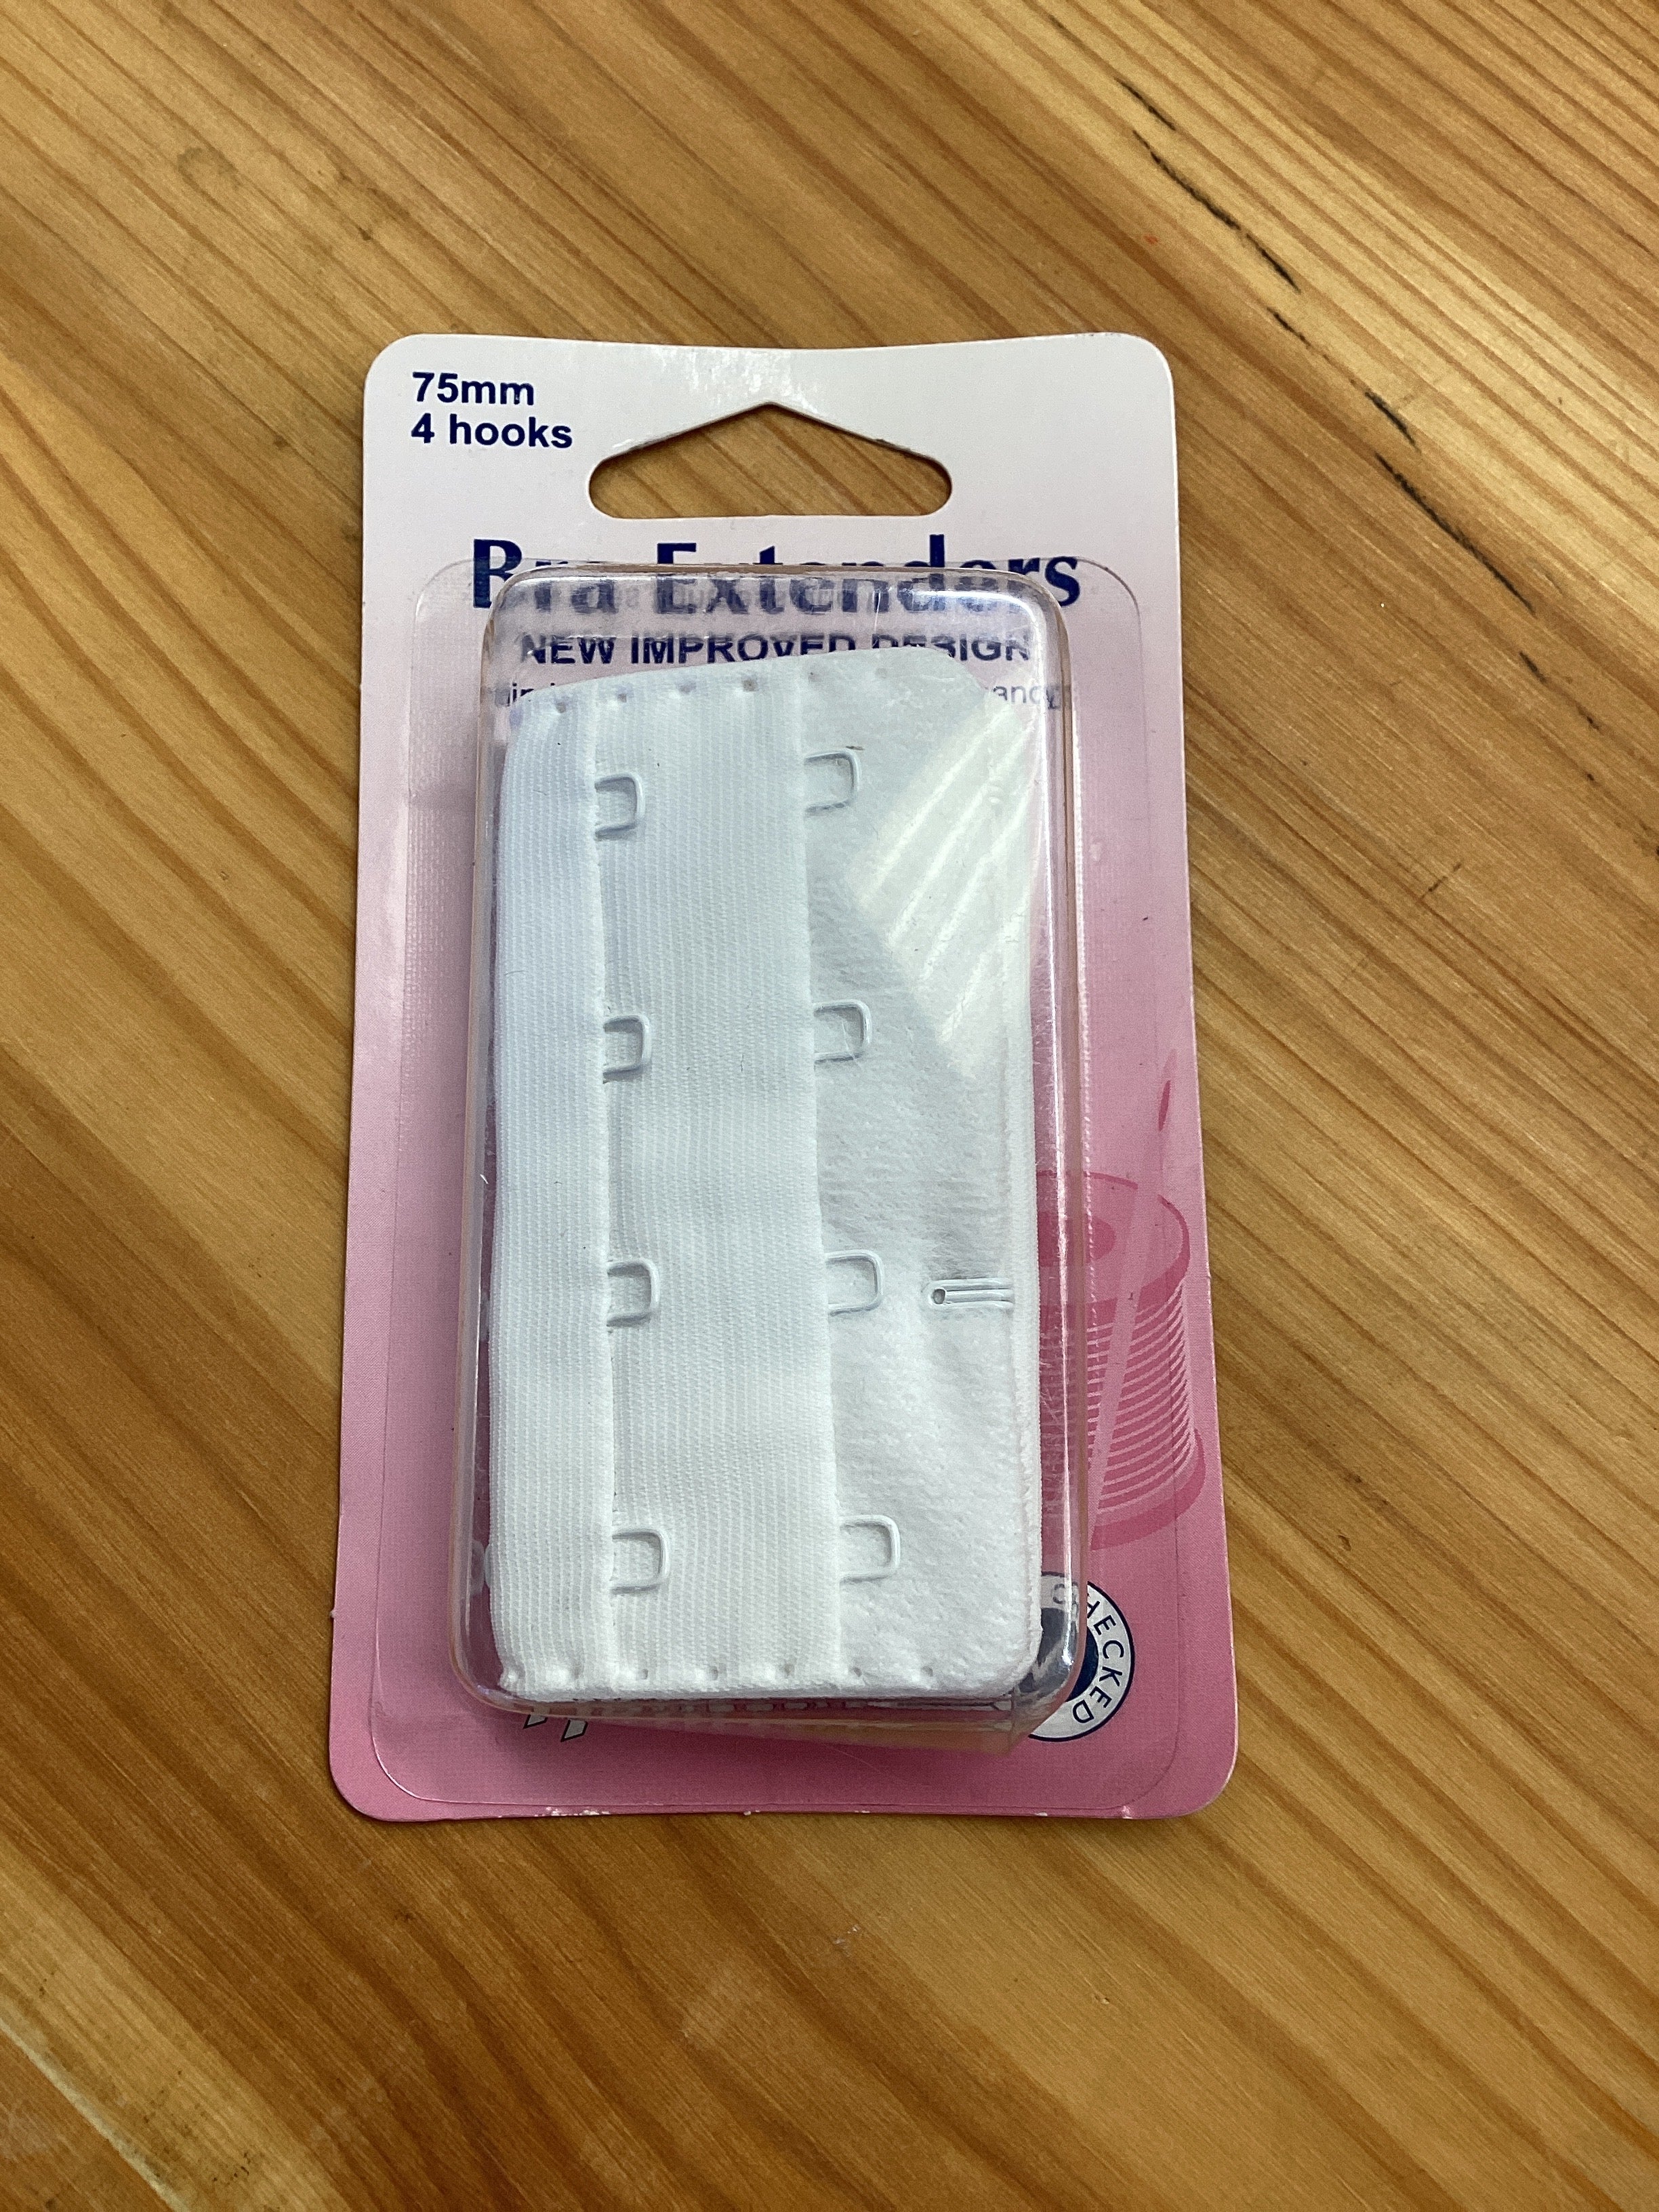 75mm
4 hooks
Bra Extenders
NEW IMPROVED DESIGN
CHECKED